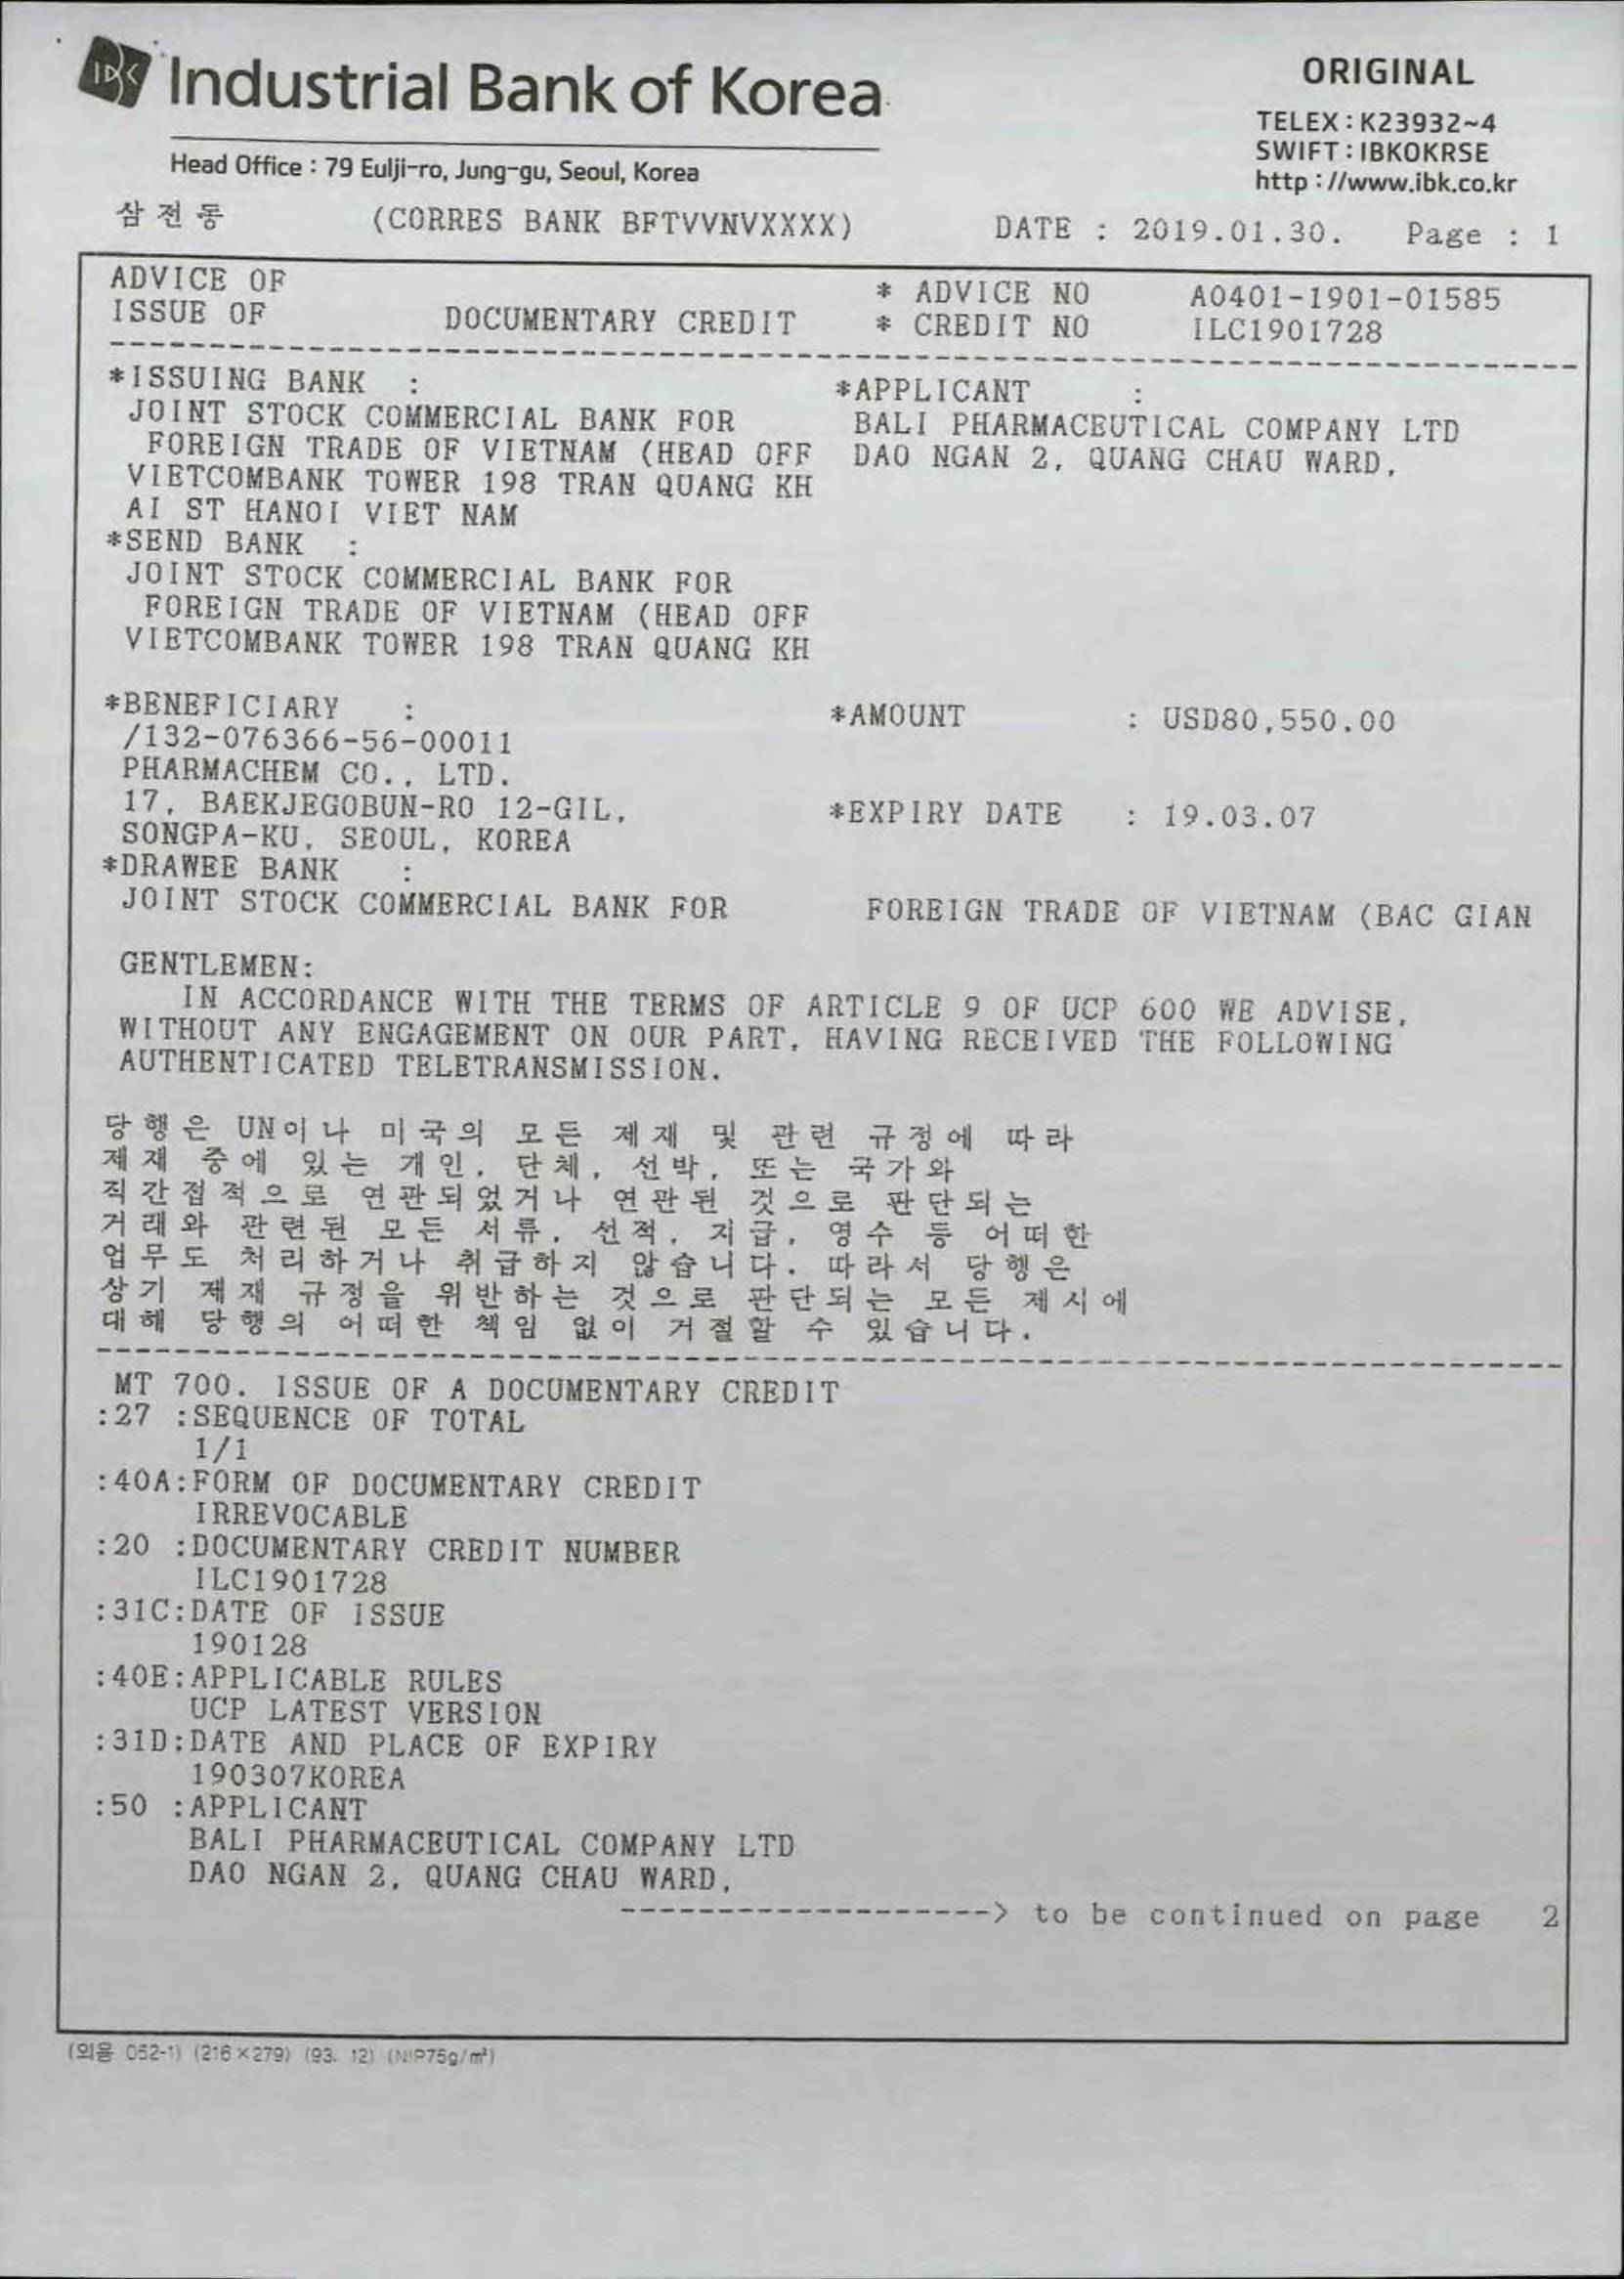 IBK Industrial Bank of Korea
ORIGINAL
TELEX : K23932~4
SWIFT : IBKOKRSE
http : //www.ibk.co.kr
Head Office : 79 Eulji-ro, Jung-gu, Seoul, Korea
삼전동 (CORRES BANK BFTVVNVXXXX) DATE : 2019.01.30. Page : 1
ADVICE OF * ADVICE NO A0401-1901-01585
ISSUE OF DOCUMENTARY CREDIT * CREDIT NO ILC1901728
*ISSUING BANK : *APPLICANT :
JOINT STOCK COMMERCIAL BANK FOR BALI PHARMACEUTICAL COMPANY LTD
FOREIGN TRADE OF VIETNAM (HEAD OFF DAO NGAN 2, QUANG CHAU WARD,
VIETCOMBANK TOWER 198 TRAN QUANG KH
AI ST HANOI VIET NAM
*SEND BANK :
JOINT STOCK COMMERCIAL BANK FOR
FOREIGN TRADE OF VIETNAM (HEAD OFF
VIETCOMBANK TOWER 198 TRAN QUANG KH
*BENEFICIARY : *AMOUNT : USD80,550.00
/132-076366-56-00011
PHARMACHEM CO., LTD.
17, BAEKJEGOBUN-RO 12-GIL, *EXPIRY DATE : 19.03.07
SONGPA-KU, SEOUL, KOREA
*DRAWEE BANK :
JOINT STOCK COMMERCIAL BANK FOR FOREIGN TRADE OF VIETNAM (BAC GIAN
GENTLEMEN:
IN ACCORDANCE WITH THE TERMS OF ARTICLE 9 OF UCP 600 WE ADVISE,
WITHOUT ANY ENGAGEMENT ON OUR PART, HAVING RECEIVED THE FOLLOWING
AUTHENTICATED TELETRANSMISSION.
당행은 UN이나 미국의 모든 제재 및 관련 규정에 따라
제재 중에 있는 개인, 단체, 선박, 또는 국가와
직간접적으로 연관되었거나 연관된 것으로 판단되는
거래와 관련된 모든 서류, 선적, 지급, 영수 등 어떠한
업무도 처리하거나 취급하지 않습니다. 따라서 당행은
상기 제재 규정을 위반하는 것으로 판단되는 모든 제시에
대해 당행의 어떠한 책임 없이 거절할 수 있습니다.
MT 700. ISSUE OF A DOCUMENTARY CREDIT
:27 :SEQUENCE OF TOTAL
1/1
:40A:FORM OF DOCUMENTARY CREDIT
IRREVOCABLE
:20 :DOCUMENTARY CREDIT NUMBER
ILC1901728
:31C:DATE OF ISSUE
190128
:40E:APPLICABLE RULES
UCP LATEST VERSION
:31D:DATE AND PLACE OF EXPIRY
190307KOREA
:50 :APPLICANT
BALI PHARMACEUTICAL COMPANY LTD
DAO NGAN 2, QUANG CHAU WARD,
-------------------> to be continued on page 2
(외용 052-1) (216×279) (93. 12) (NIP75g/㎡)